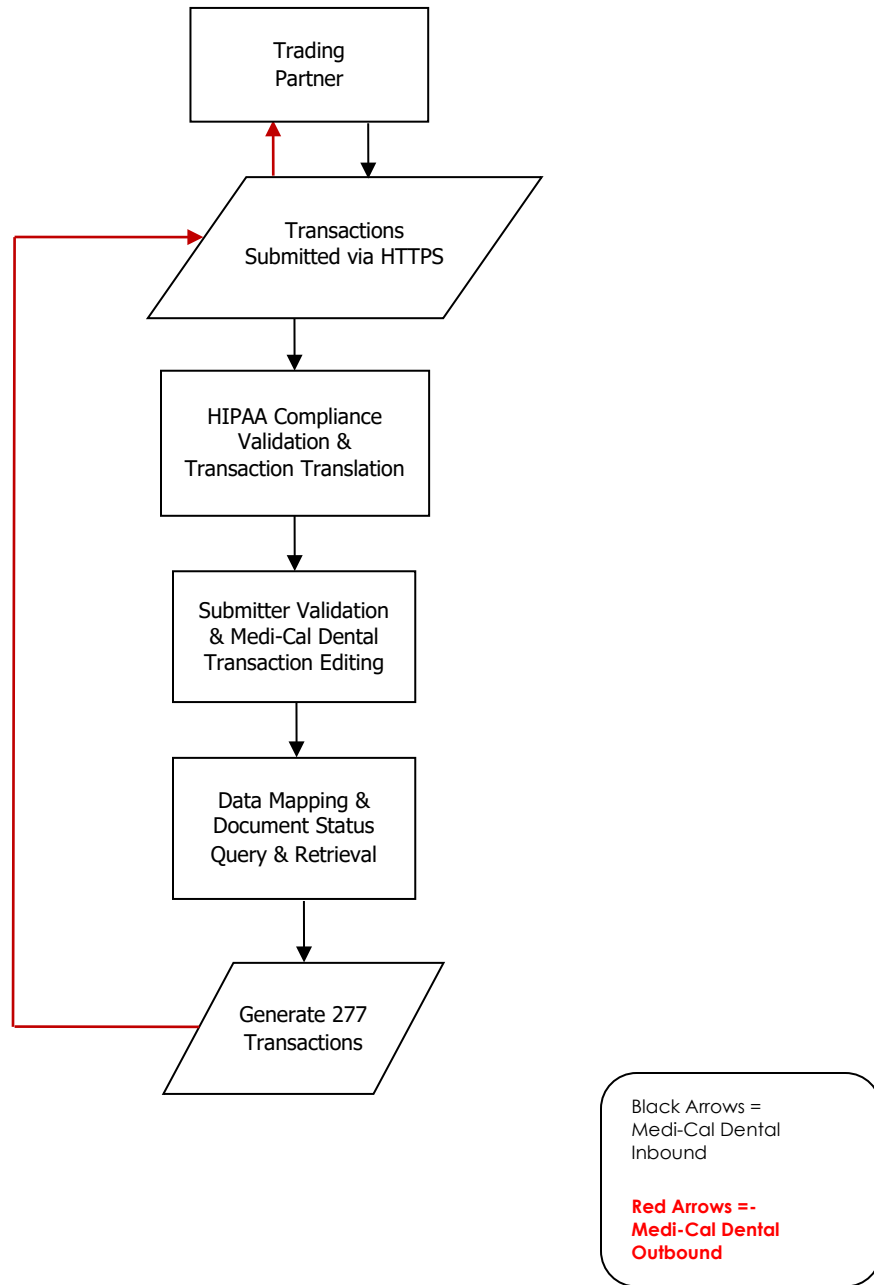 Trading
Partner
Transactions
Submitted via HTTPS
HIPAA Compliance
Validation &
Transaction Translation
Submitter Validation
& Medi-Cal Dental
Transaction Editing
Data Mapping &
Document Status
Query & Retrieval
Generate 277
Transactions
Black Arrows =
Medi-Cal Dental
Inbound
Red Arrows =-
Medi-Cal Dental
Outbound